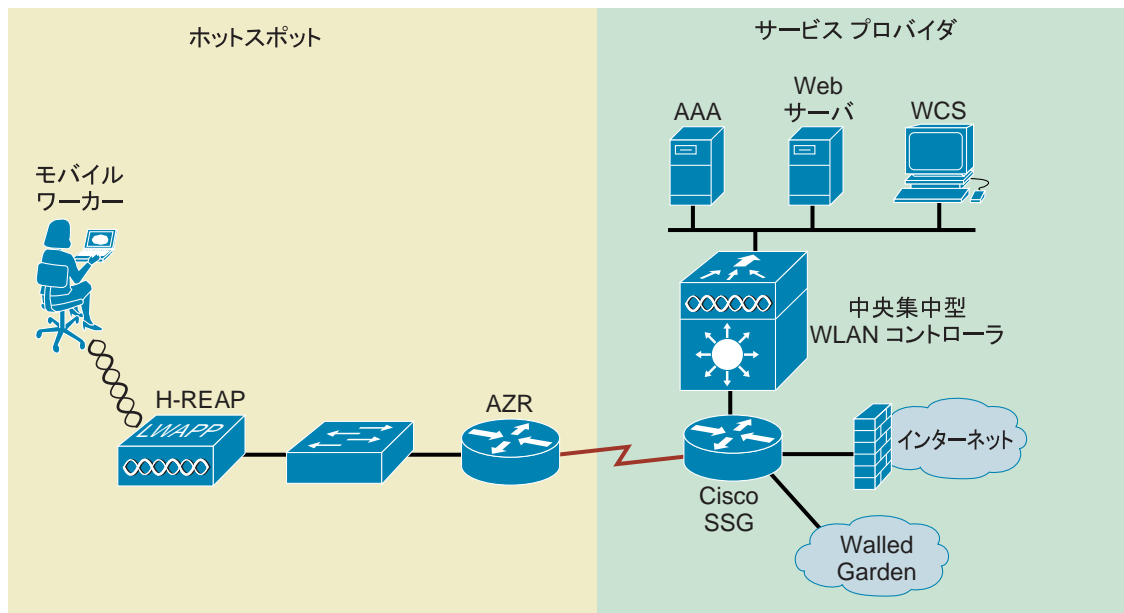 ホットスポット
サービス プロバイダ
モバイル
ワーカー
H-REAP
LWAPP
AZR
AAA
Web
サーバ
WCS
中央集中型
WLAN コントローラ
Cisco
SSG
インターネット
Walled
Garden